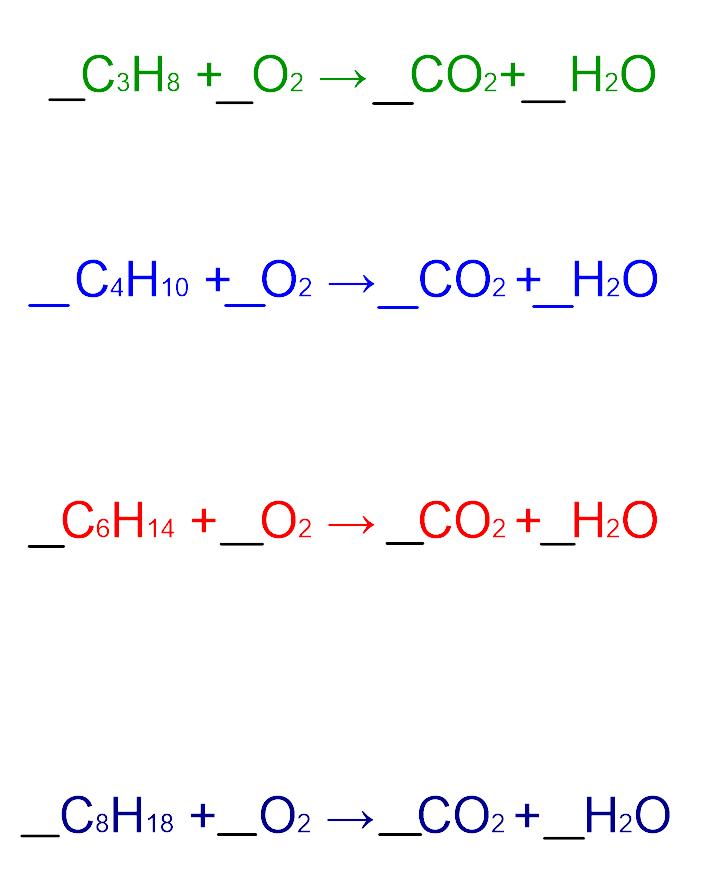 _C₃H₈ + _O₂ → _CO₂ + _H₂O
_C₄H₁₀ + _O₂ → _CO₂ + _H₂O
_C₆H₁₄ + _O₂ → _CO₂ + _H₂O
_C₈H₁₈ + _O₂ → _CO₂ + _H₂O